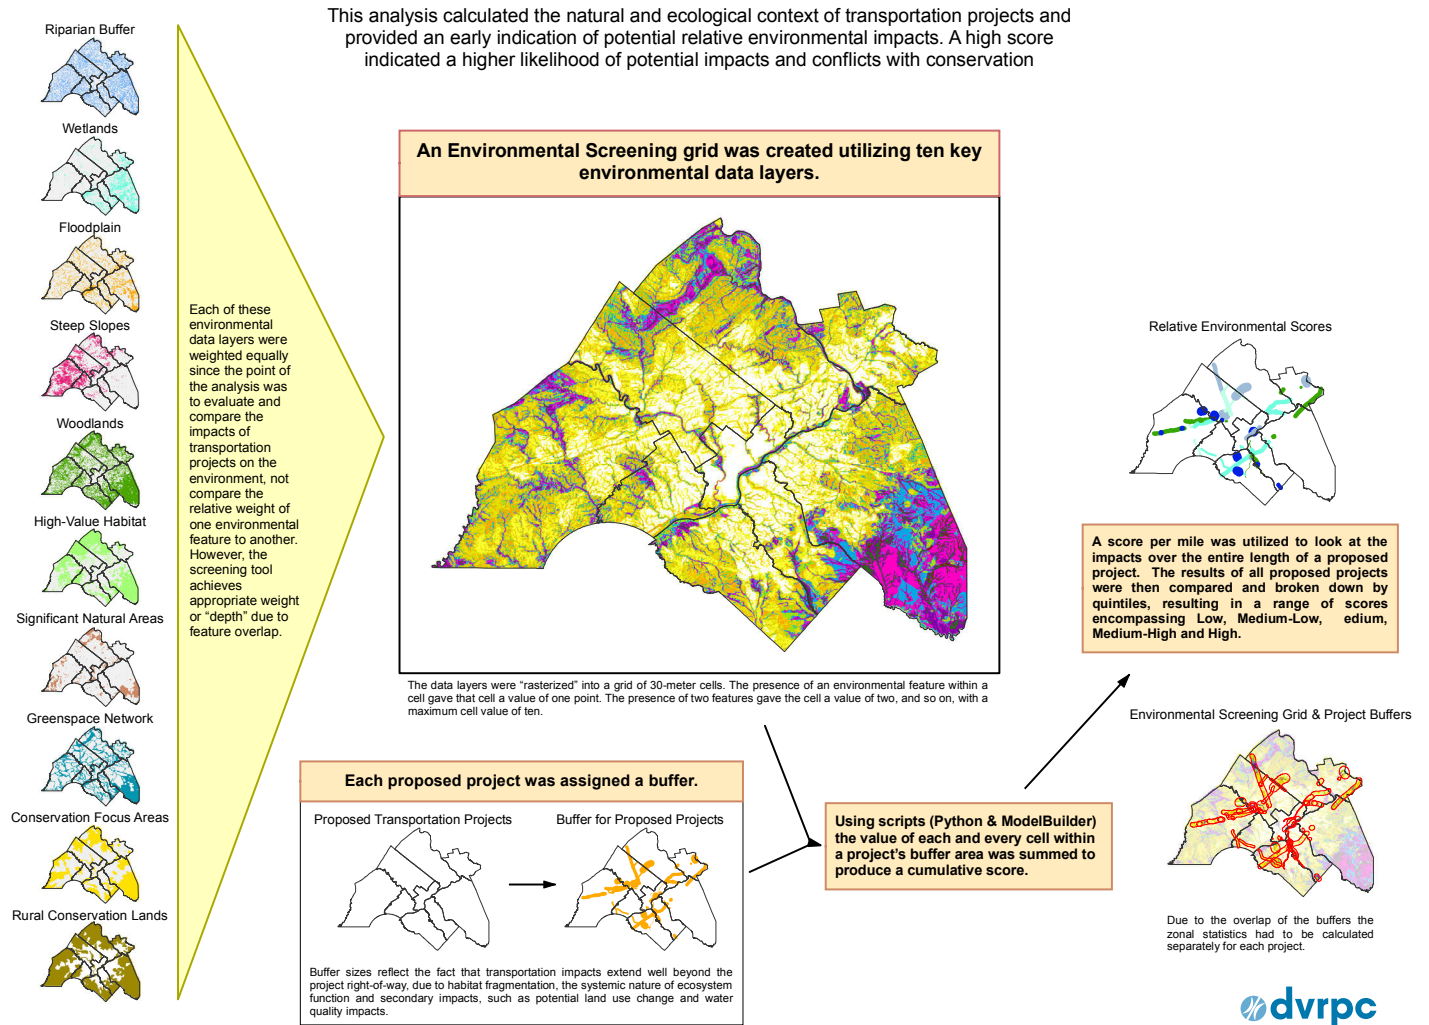 This analysis calculated the natural and ecological context of transportation projects and
provided an early indication of potential relative environmental impacts. A high score
indicated a higher likelihood of potential impacts and conflicts with conservation
Riparian Buffer
Wetlands
Floodplain
Steep Slopes
Woodlands
High-Value Habitat
Significant Natural Areas
Greenspace Network
Conservation Focus Areas
Rural Conservation Lands
Each of these
environmental
data layers were
weighted equally
since the point of
the analysis was
to evaluate and
compare the
impacts of
transportation
projects on the
environment, not
compare the
relative weight of
one environmental
feature to another.
However, the
screening tool
achieves
appropriate weight
or “depth” due to
feature overlap.
An Environmental Screening grid was created utilizing ten key
environmental data layers.
The data layers were “rasterized” into a grid of 30-meter cells. The presence of an environmental feature within a
cell gave that cell a value of one point. The presence of two features gave the cell a value of two, and so on, with a
maximum cell value of ten.
Each proposed project was assigned a buffer.
Proposed Transportation Projects
Buffer for Proposed Projects
Buffer sizes reflect the fact that transportation impacts extend well beyond the
project right-of-way, due to habitat fragmentation, the systemic nature of ecosystem
function and secondary impacts, such as potential land use change and water
quality impacts.
Using scripts (Python & ModelBuilder)
the value of each and every cell within
a project’s buffer area was summed to
produce a cumulative score.
Relative Environmental Scores
A score per mile was utilized to look at the
impacts over the entire length of a proposed
project. The results of all proposed projects
were then compared and broken down by
quintiles, resulting in a range of scores
encompassing Low, Medium-Low, edium,
Medium-High and High.
Environmental Screening Grid & Project Buffers
Due to the overlap of the buffers the
zonal statistics had to be calculated
separately for each project.
dvrpc